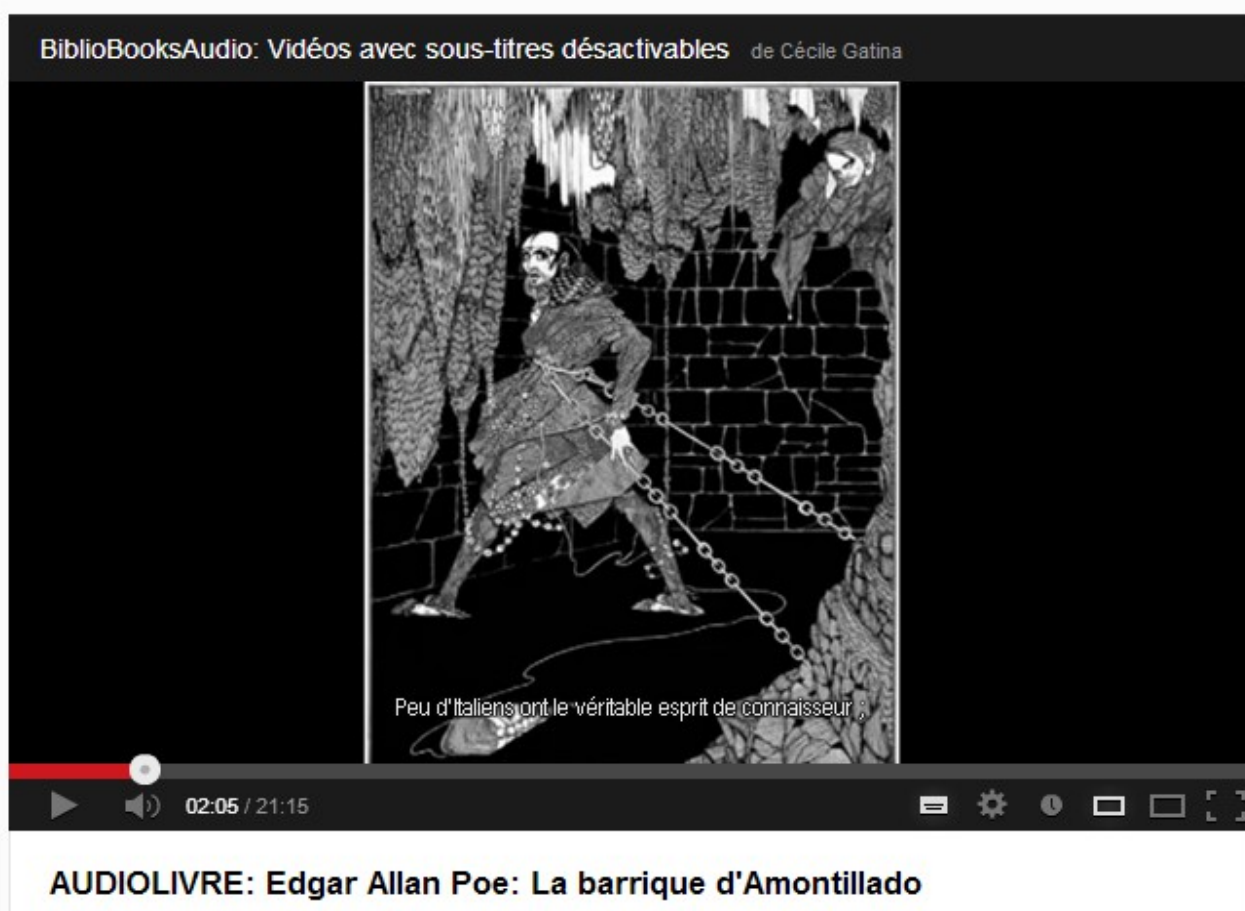 BiblioBooksAudio: Vidéos avec sous-titres désactivables de Cécile Gatina
Peu d'Italiens ont le véritable esprit de connaisseur ;
02:05 / 21:15
AUDIOLIVRE: Edgar Allan Poe: La barrique d'Amontillado